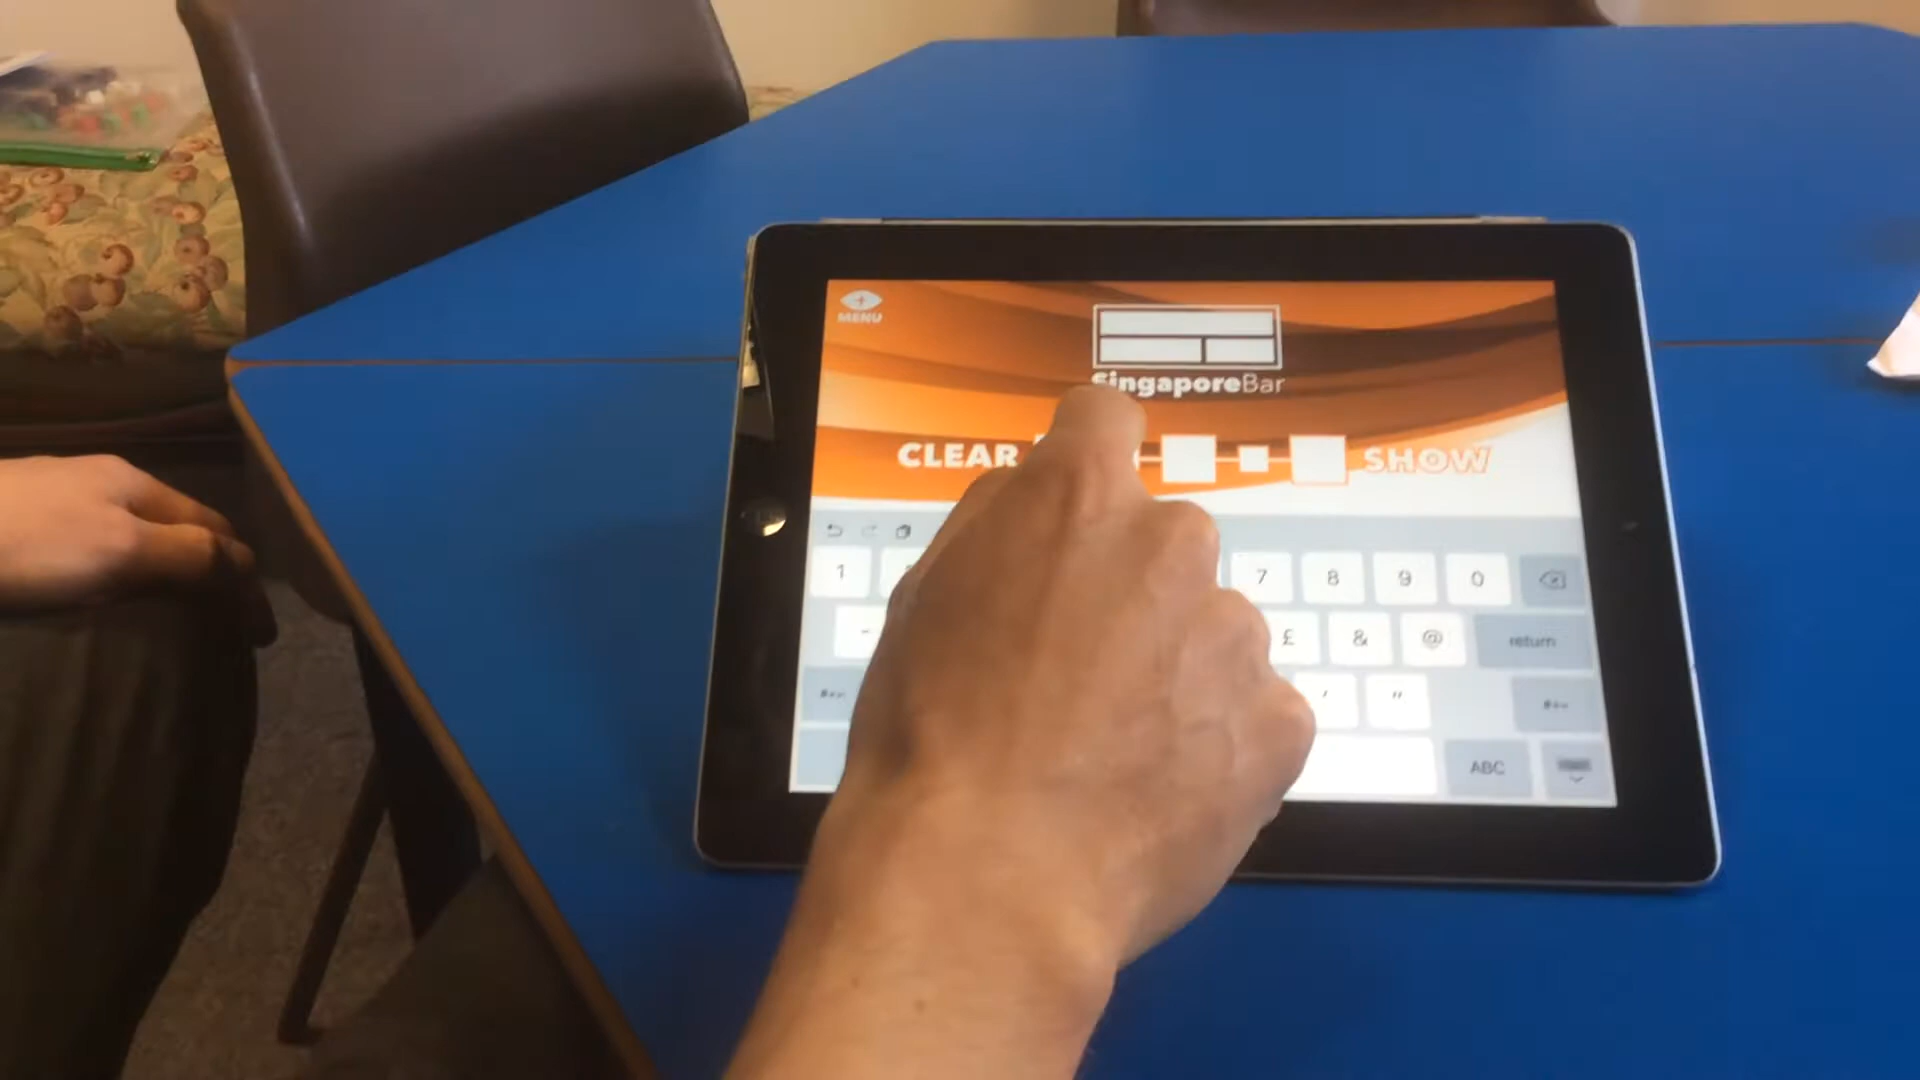 MENU
SingaporeBar
CLEAR
SHOW
1
7 8 9 0
-
£ & @ return
#+=
' "
#+=
ABC